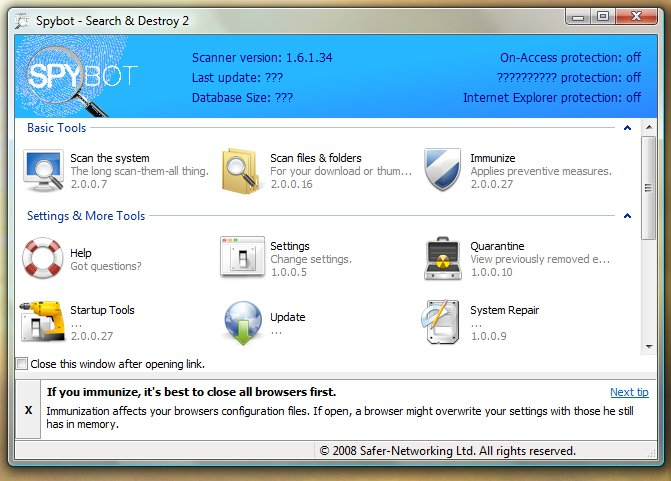 Spybot - Search & Destroy 2
SPYBOT
Scanner version: 1.6.1.34
On-Access protection: off
Last update: ???
?????????? protection: off
Database Size: ???
Internet Explorer protection: off
Basic Tools
Scan the system
The long scan-them-all thing.
2.0.0.7
Scan files & folders
For your download or thum...
2.0.0.16
Immunize
Applies preventive measures.
2.0.0.27
Settings & More Tools
Help
Got questions?
Settings
Change settings.
1.0.0.5
Quarantine
View previously removed e...
1.0.0.10
Startup Tools
...
2.0.0.27
Update
...
System Repair
...
1.0.0.9
Close this window after opening link.
X
If you immunize, it's best to close all browsers first.
Next tip
Immunization affects your browsers configuration files. If open, a browser might overwrite your settings with those he still
has in memory.
© 2008 Safer-Networking Ltd. All rights reserved.